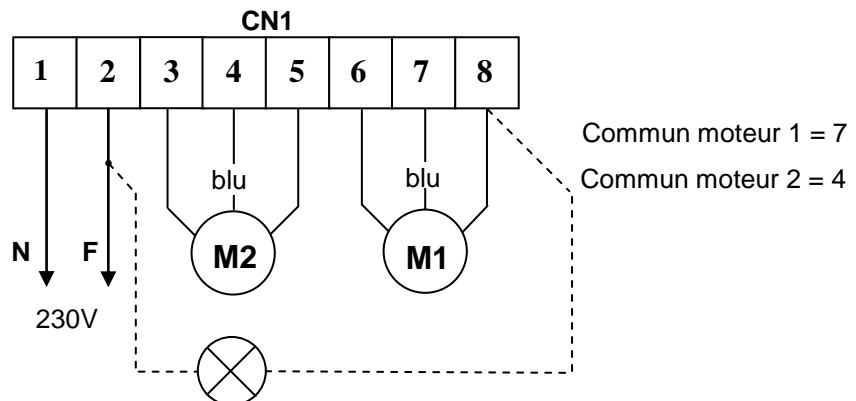 CN1
1 2 3 4 5 6 7 8
Commun moteur 1 = 7
Commun moteur 2 = 4
blu blu
N F M2 M1
230V